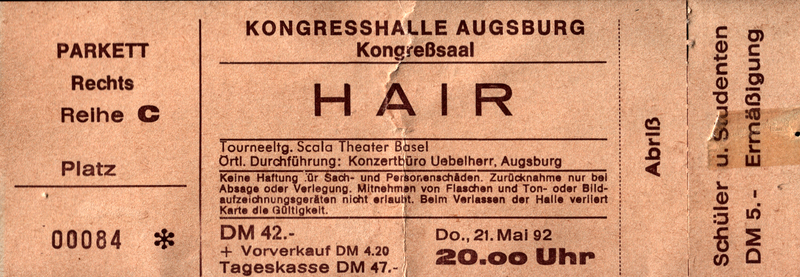 PARKETT
Rechts
Reihe C
Platz
00084 *
KONGRESSHALLE AUGSBURG
Kongreßsaal
HAIR
Tourneeltg. Scala Theater Basel
Örtl. Durchführung: Konzertbüro Uebelherr, Augsburg
Keine Haftung für Sach- und Personenschäden. Zurücknahme nur bei
Absage oder Verlegung. Mitnehmen von Flaschen und Ton- oder Bild-
aufzeichnungsgeräten nicht erlaubt. Beim Verlassen der Halle verliert
Karte die Gültigkeit.
DM 42.-
+ Vorverkauf DM 4.20
Tageskasse DM 47.-
Do., 21. Mai 92
20.00 Uhr
Abriß
Schüler u. Studenten
DM 5.- Ermäßigung